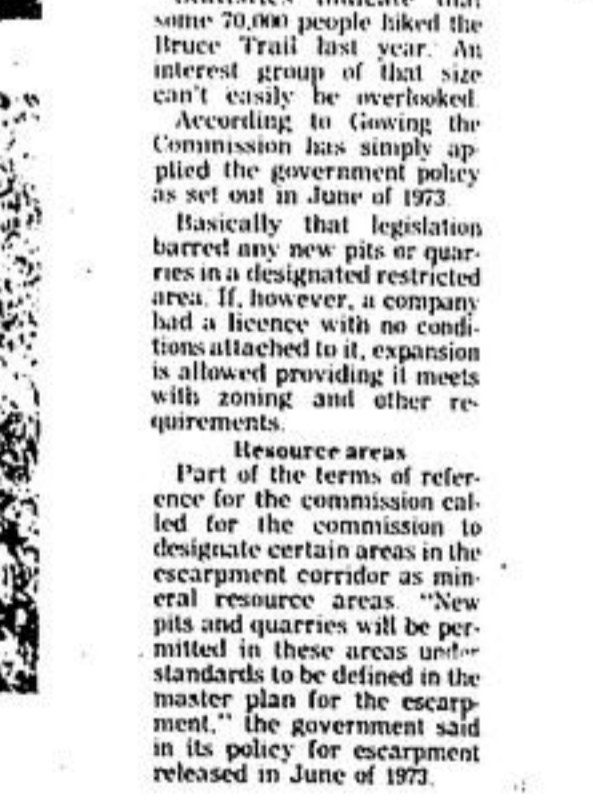 some 70,000 people hiked the
Bruce Trail last year. An
interest group of that size
can't easily be overlooked.
According to Gowing the
Commission has simply ap-
plied the government policy
as set out in June of 1973.
Basically that legislation
barred any new pits or quar-
ries in a designated restricted
area. If, however, a company
had a licence with no condi-
tions attached to it, expansion
is allowed providing it meets
with zoning and other re-
quirements.
Resource areas
Part of the terms of refer-
ence for the commission cal-
led for the commission to
designate certain areas in the
escarpment corridor as min-
eral resource areas. "New
pits and quarries will be per-
mitted in these areas under
standards to be defined in the
master plan for the escarp-
ment," the government said
in its policy for escarpment
released in June of 1973.